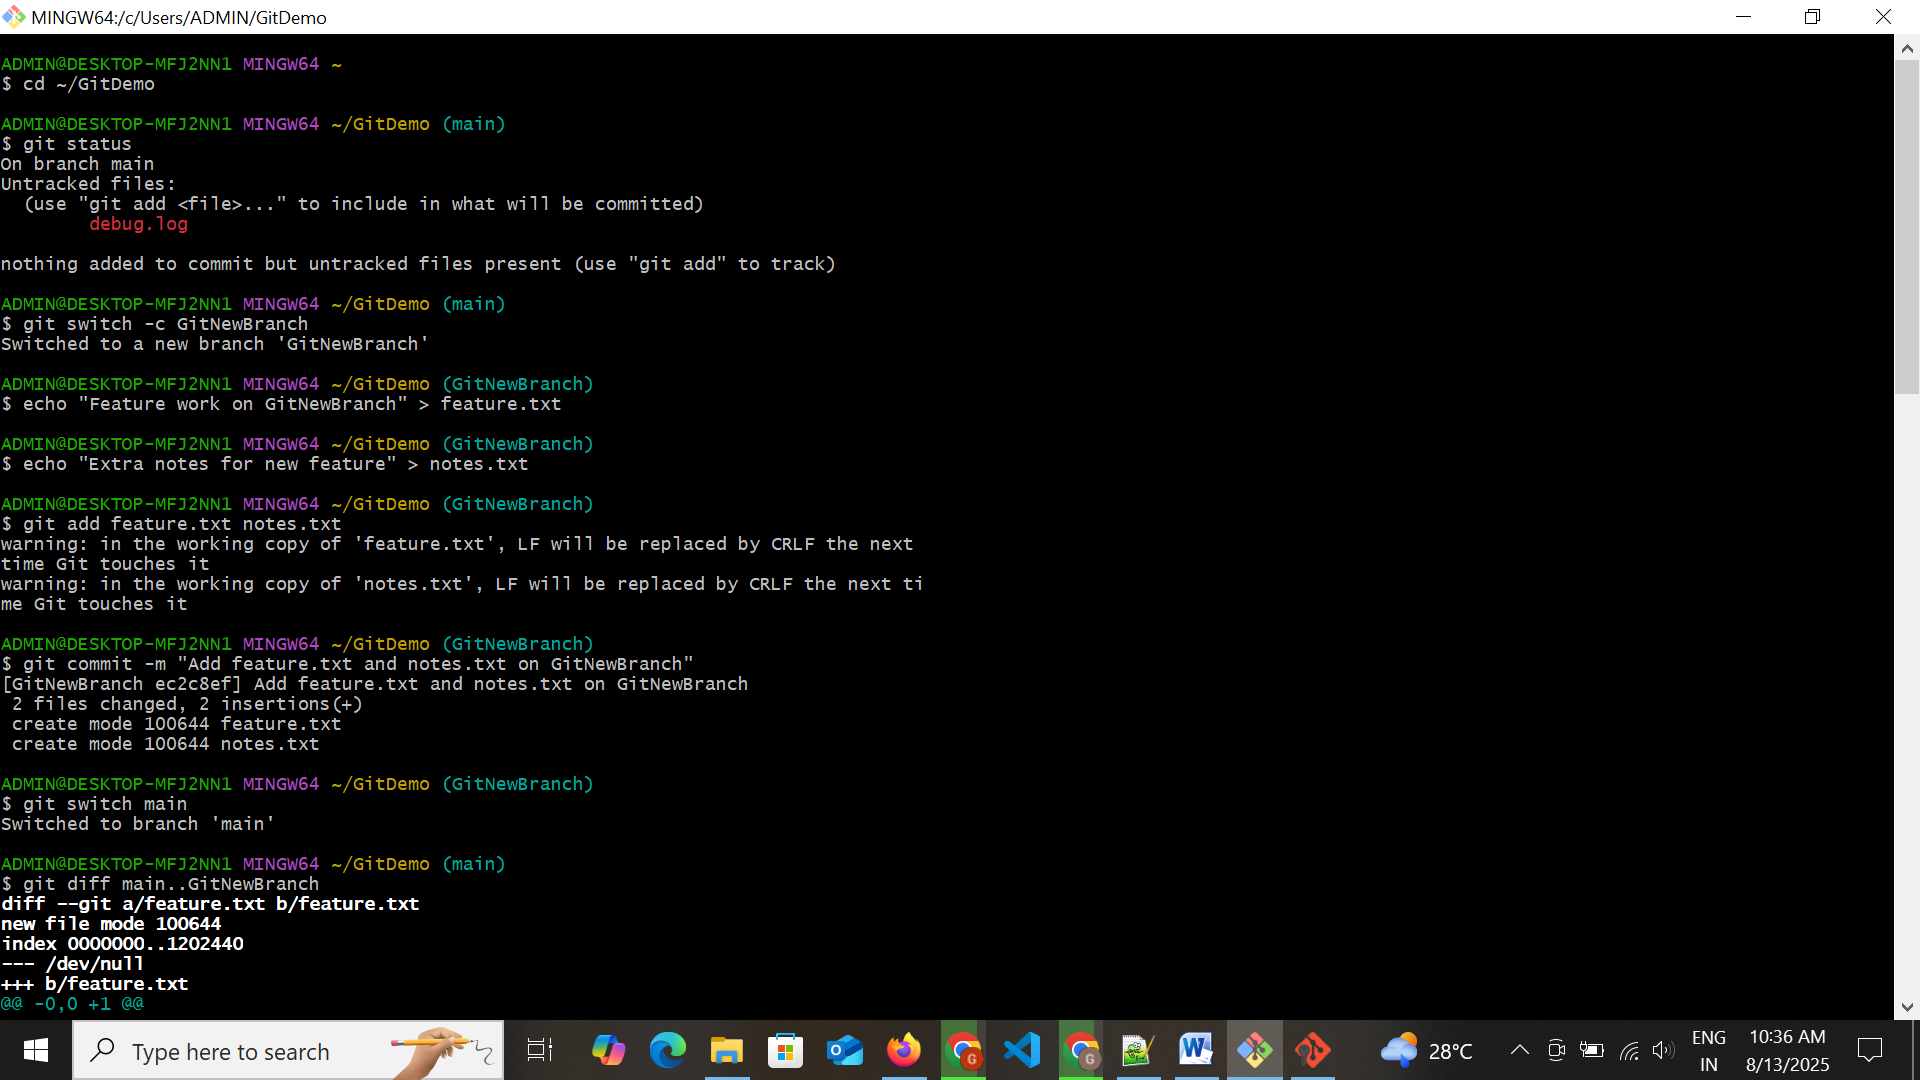 MINGW64:/c/Users/ADMIN/GitDemo
ADMIN@DESKTOP-MFJ2NN1 MINGW64 ~
$ cd ~/GitDemo
ADMIN@DESKTOP-MFJ2NN1 MINGW64 ~/GitDemo (main)
$ git status
On branch main
Untracked files:
  (use "git add <file>..." to include in what will be committed)
        debug.log
nothing added to commit but untracked files present (use "git add" to track)
ADMIN@DESKTOP-MFJ2NN1 MINGW64 ~/GitDemo (main)
$ git switch -c GitNewBranch
Switched to a new branch 'GitNewBranch'
ADMIN@DESKTOP-MFJ2NN1 MINGW64 ~/GitDemo (GitNewBranch)
$ echo "Feature work on GitNewBranch" > feature.txt
ADMIN@DESKTOP-MFJ2NN1 MINGW64 ~/GitDemo (GitNewBranch)
$ echo "Extra notes for new feature" > notes.txt
ADMIN@DESKTOP-MFJ2NN1 MINGW64 ~/GitDemo (GitNewBranch)
$ git add feature.txt notes.txt
warning: in the working copy of 'feature.txt', LF will be replaced by CRLF the next
time Git touches it
warning: in the working copy of 'notes.txt', LF will be replaced by CRLF the next ti
me Git touches it
ADMIN@DESKTOP-MFJ2NN1 MINGW64 ~/GitDemo (GitNewBranch)
$ git commit -m "Add feature.txt and notes.txt on GitNewBranch"
[GitNewBranch ec2c8ef] Add feature.txt and notes.txt on GitNewBranch
 2 files changed, 2 insertions(+)
 create mode 100644 feature.txt
 create mode 100644 notes.txt
ADMIN@DESKTOP-MFJ2NN1 MINGW64 ~/GitDemo (GitNewBranch)
$ git switch main
Switched to branch 'main'
ADMIN@DESKTOP-MFJ2NN1 MINGW64 ~/GitDemo (main)
$ git diff main..GitNewBranch
diff --git a/feature.txt b/feature.txt
new file mode 100644
index 0000000..1202440
--- /dev/null
+++ b/feature.txt
@@ -0,0 +1 @@
Type here to search
28°C
ENG
IN
10:36 AM
8/13/2025